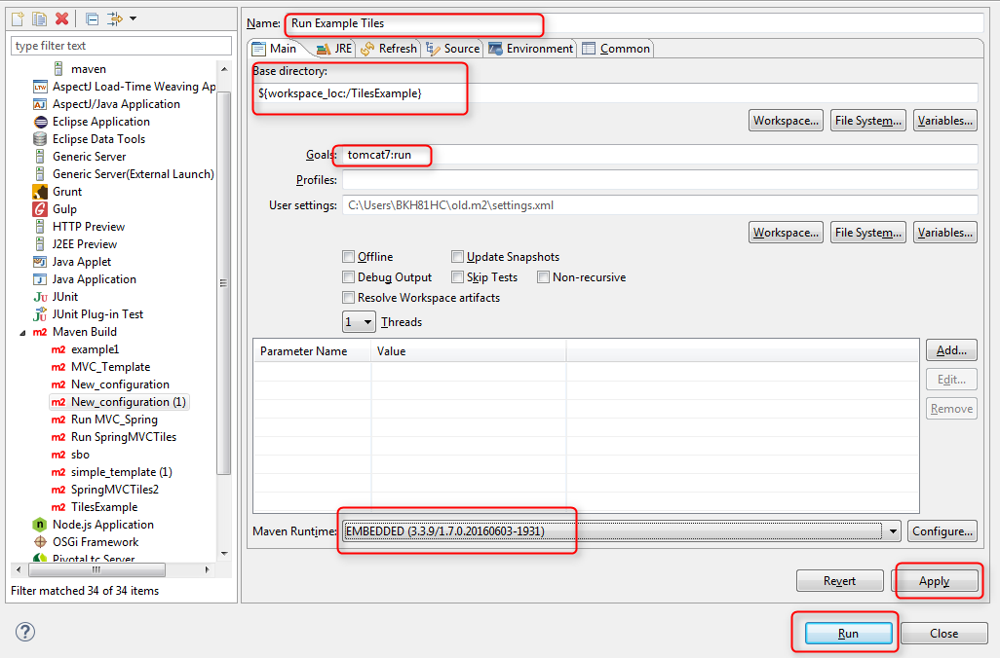 type filter text
maven
AspectJ Load-Time Weaving Ap
AspectJ/Java Application
Eclipse Application
Eclipse Data Tools
Generic Server
Generic Server(External Launch)
Grunt
Gulp
HTTP Preview
J2EE Preview
Java Applet
Java Application
JUnit
JUnit Plug-in Test
Maven Build
example1
MVC_Template
New_configuration
New_configuration (1)
Run MVC_Spring
Run SpringMVCTiles
sbo
simple_template (1)
SpringMVCTiles2
TilesExample
Node.js Application
OSGi Framework
Pivotal tc Server
Filter matched 34 of 34 items
Name: Run Example Tiles
Main JRE Refresh Source Environment Common
Base directory:
${workspace_loc:/TilesExample}
Workspace... File System... Variables...
Goals: tomcat7:run
Profiles:
User settings: C:\Users\BKH81HC\old.m2\settings.xml
Workspace... File System... Variables...
Offline Update Snapshots
Debug Output Skip Tests Non-recursive
Resolve Workspace artifacts
1 Threads
Parameter Name Value
Add...
Edit...
Remove
Maven Runtime: EMBEDDED (3.3.9/1.7.0.20160603-1931) Configure...
Revert Apply
Run Close